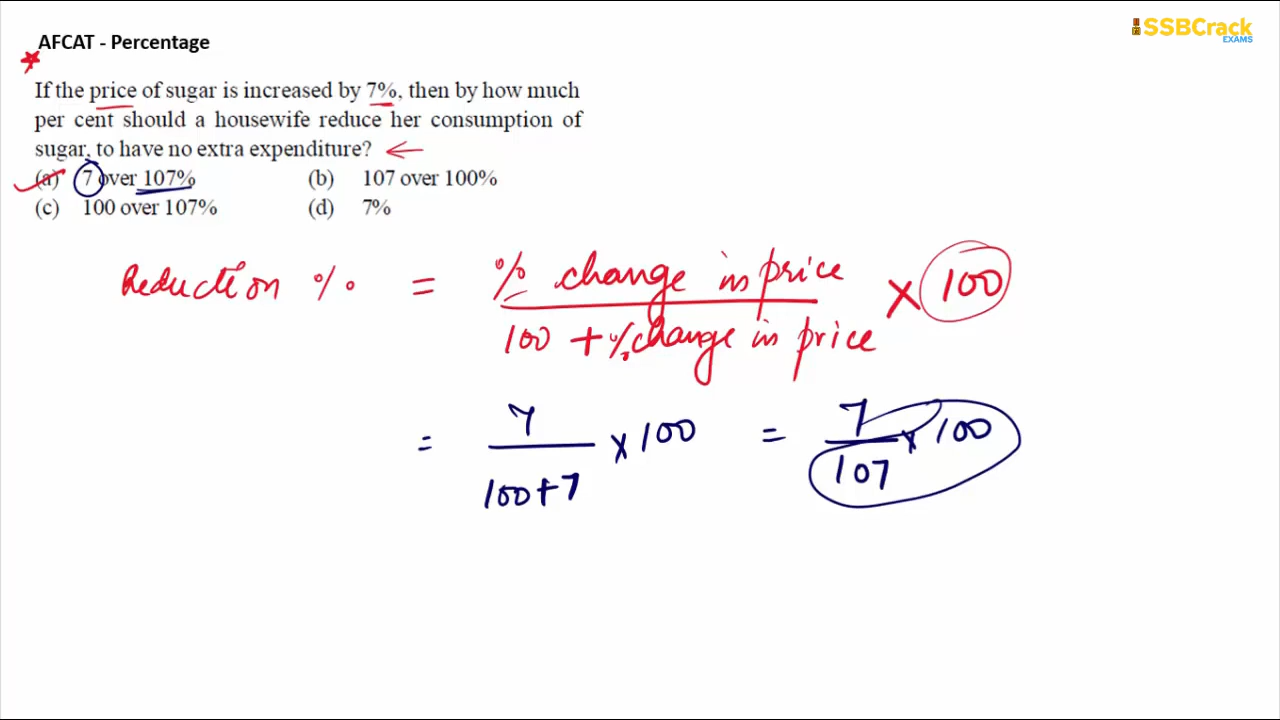 SSBCrack
EXAMS
AFCAT - Percentage
If the price of sugar is increased by 7%, then by how much
per cent should a housewife reduce her consumption of
sugar, to have no extra expenditure?
(a) 7 over 107% (b) 107 over 100%
(c) 100 over 107% (d) 7%
Reduction % = % change in price × 100
100 + % change in price
= 7 × 100 = 7 × 100
100+7 107